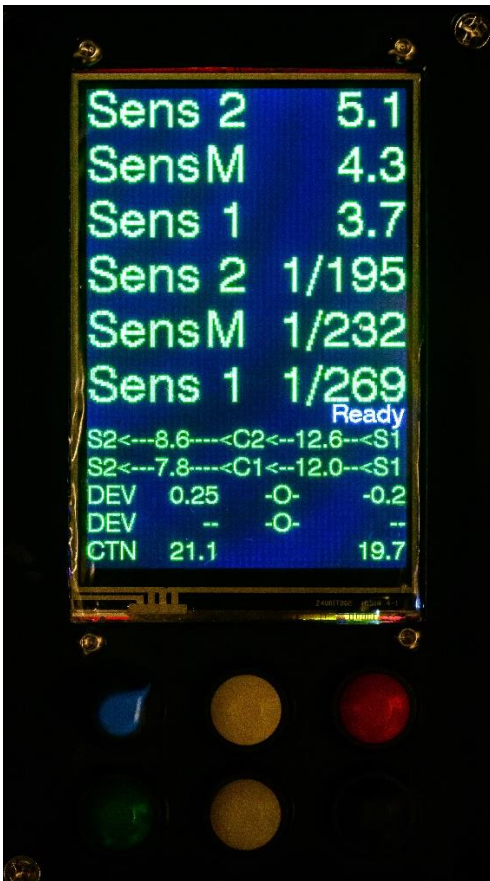 Sens 2 5.1
SensM 4.3
Sens 1 3.7
Sens 2 1/195
SensM 1/232
Sens 1 1/269
Ready
S2<---8.6----<C2<--12.6--<S1
S2<---7.8----<C1<--12.0--<S1
DEV 0.25 -O- -0.2
DEV -- -O- --
CTN 21.1 19.7